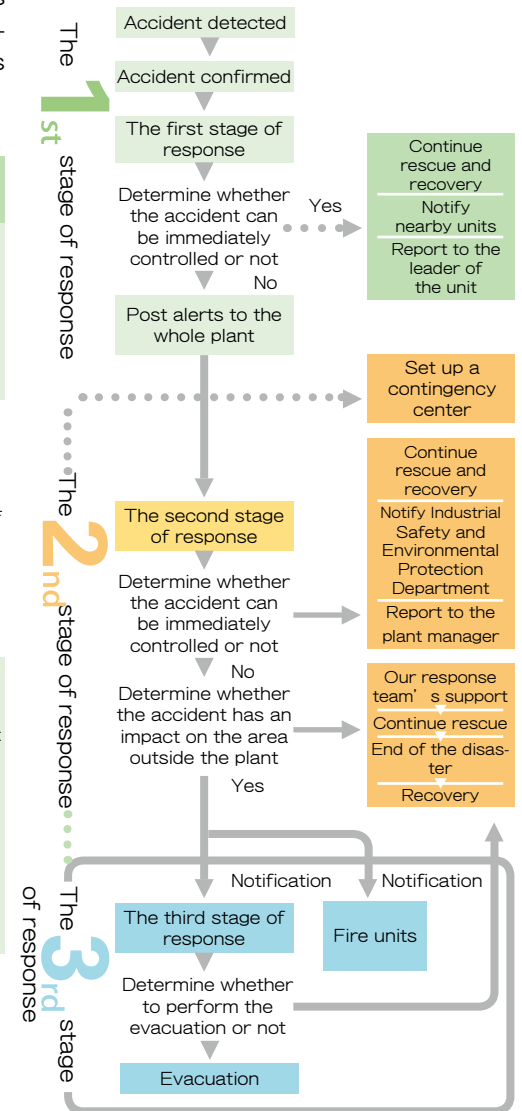 Accident detected
Accident confirmed
The first stage of
response
Determine whether
the accident can
be immediately
controlled or not
Yes
No
Continue
rescue and
recovery
Notify
nearby units
Report to the
leader of
the unit
Post alerts to the
whole plant
The 1st stage of response
Set up a
contingency
center
The second stage
of response
Determine whether
the accident can
be immediately
controlled or not
No
Continue
rescue and
recovery
Notify Industrial
Safety and
Environmental
Protection
Department
Report to the
plant manager
Determine whether
the accident has an
impact on the area
outside the plant
Yes
Our response
team' s support
Continue rescue
End of the disas-
ter
Recovery
The 2nd stage of response
Notification
Notification
The third stage of
response
Fire units
Determine whether
to perform the
evacuation or not
Evacuation
The 3rd stage
of response